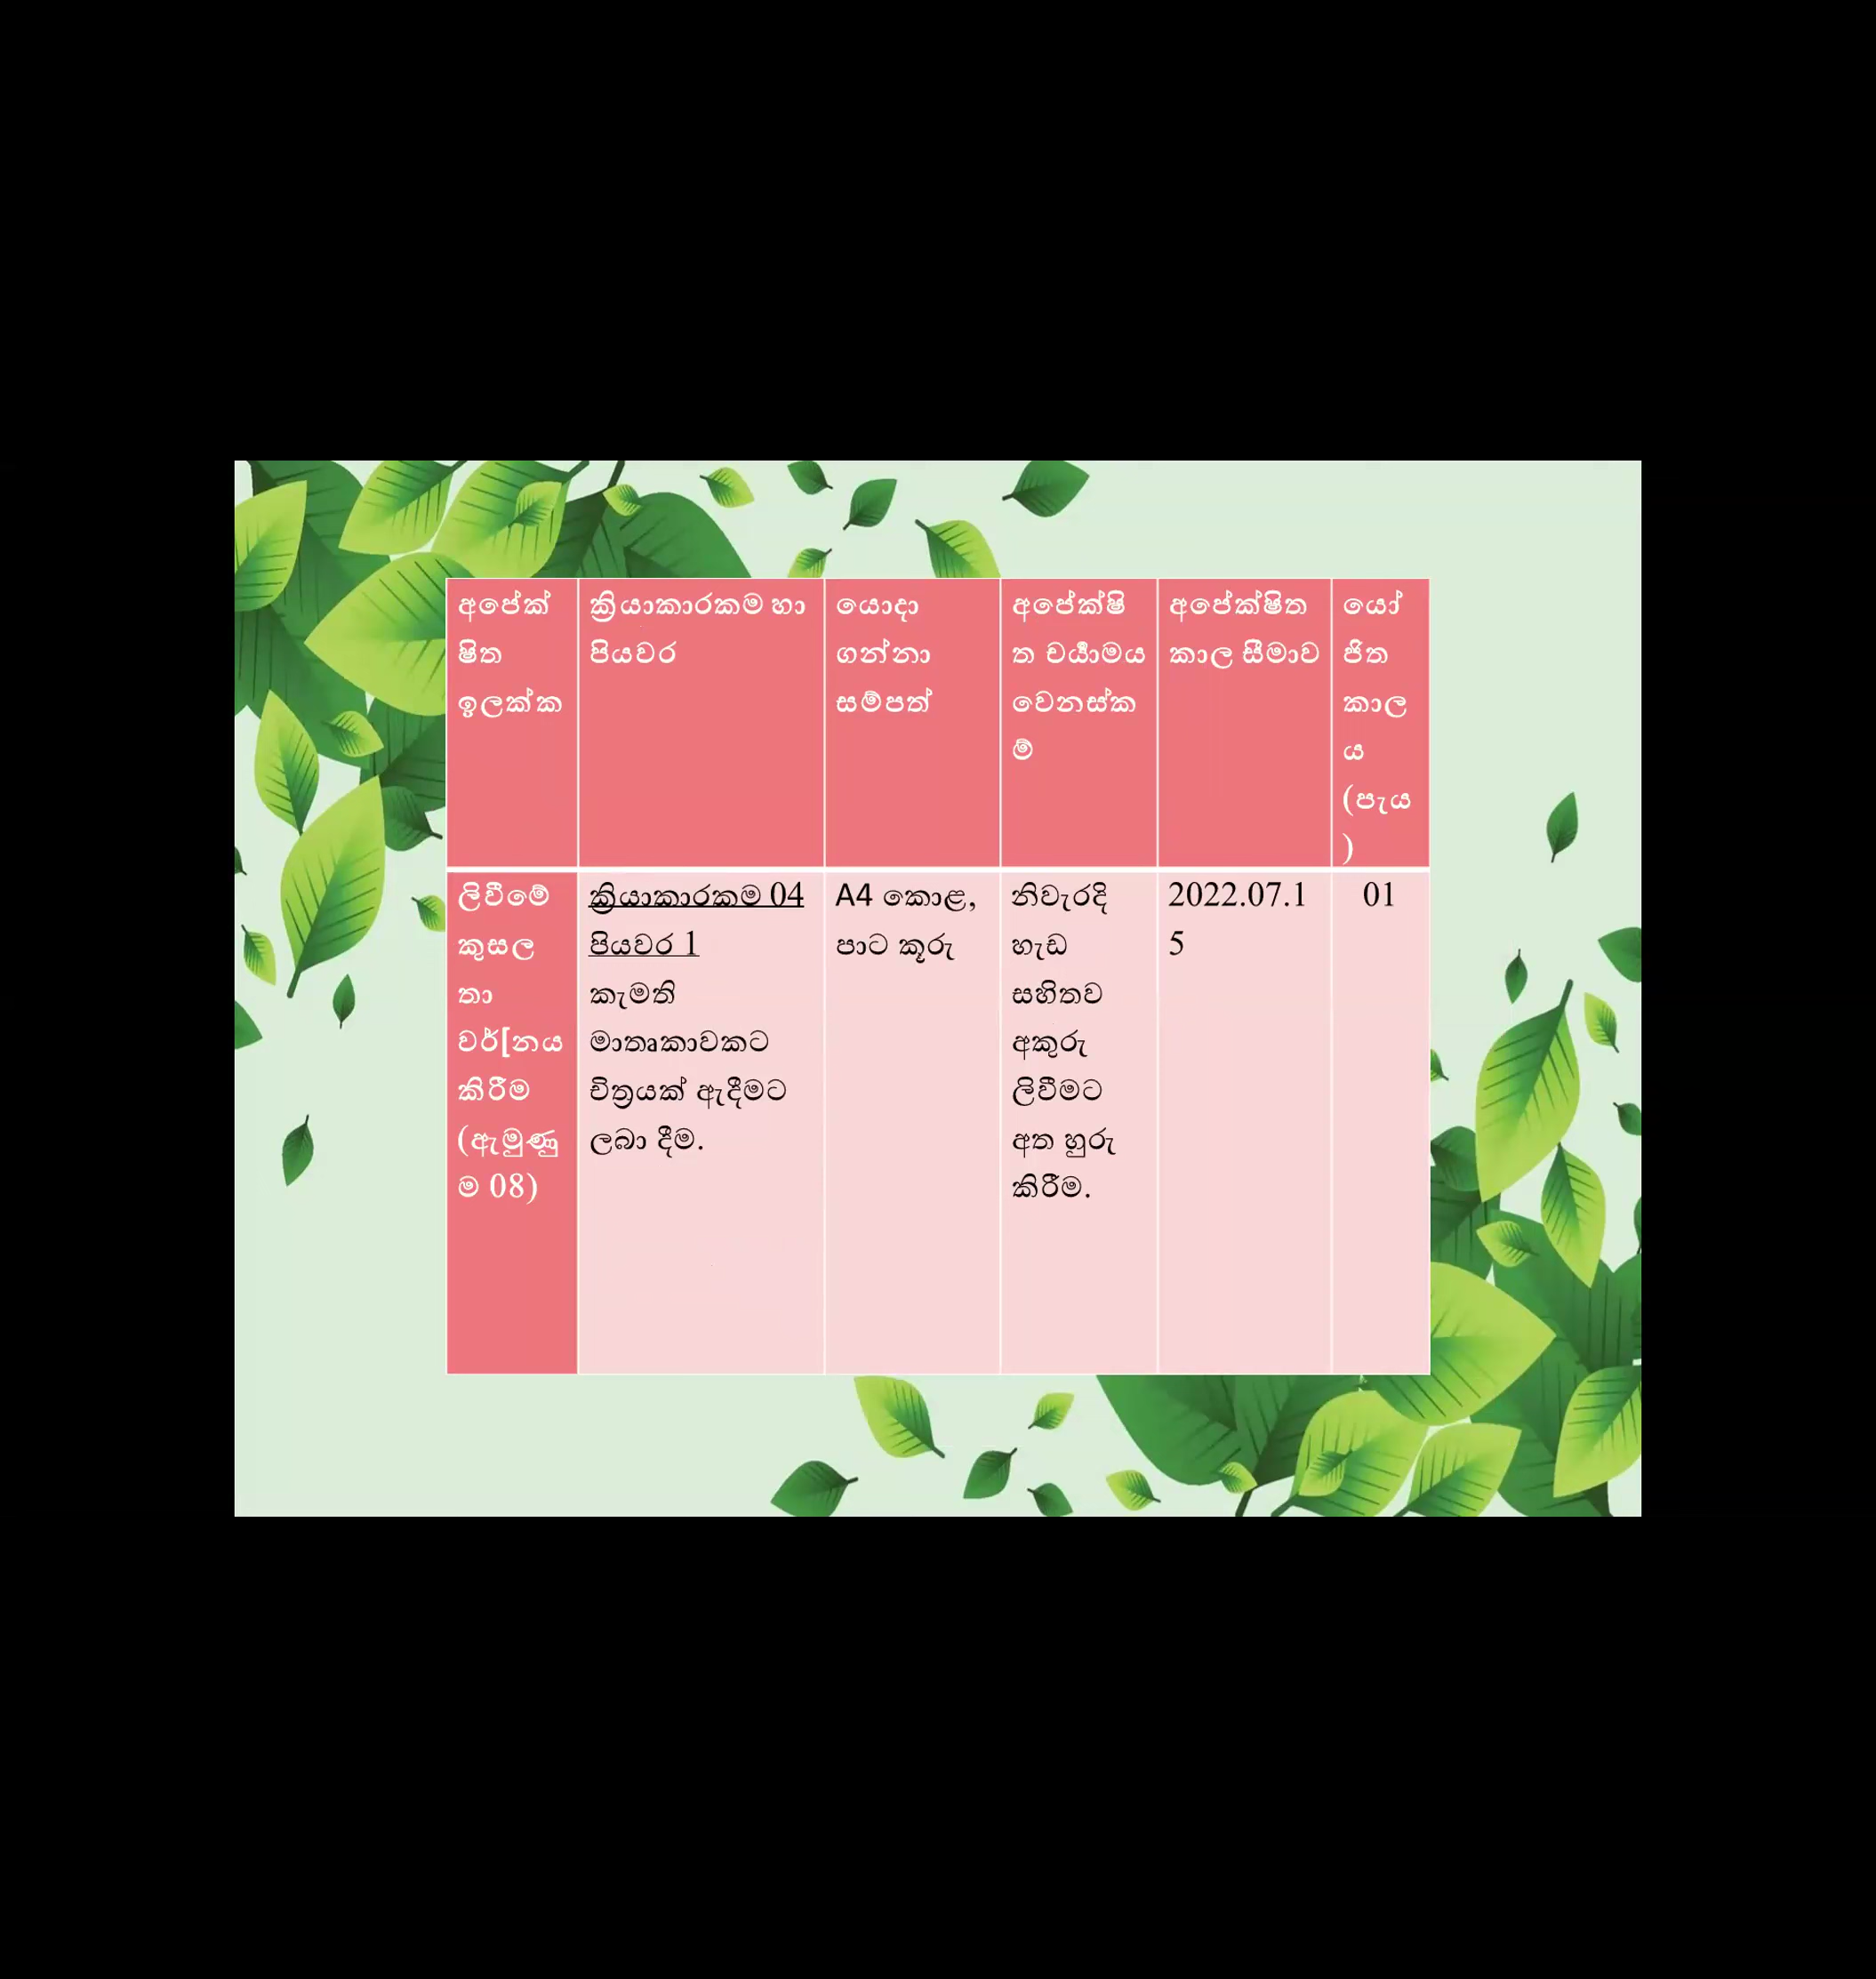 අපේක්
ෂිත
ඉලක්ක
ක්‍රියාකාරකම හා
පියවර
යොදා
ගන්නා
සම්පත්
අපේක්ෂි
ත චර්‍යාමය
වෙනස්ක
ම්
අපේක්ෂිත
කාල සීමාව
යෝ
ජිත
කාල
ය
(පැය
)
ලිවීමේ
කුසල
තා
වර්[නය
කිරීම
(ඇමුණු
ම 08)
ක්‍රියාකාරකම 04
පියවර 1
කැමති
මාතෘකාවකට
චිත්‍රයක් ඇදීමට
ලබා දීම.
A4 කොළ,
පාට කූරු
නිවැරදි
හැඩ
සහිතව
අකුරු
ලිවීමට
අත හුරු
කිරීම.
2022.07.1
5
01